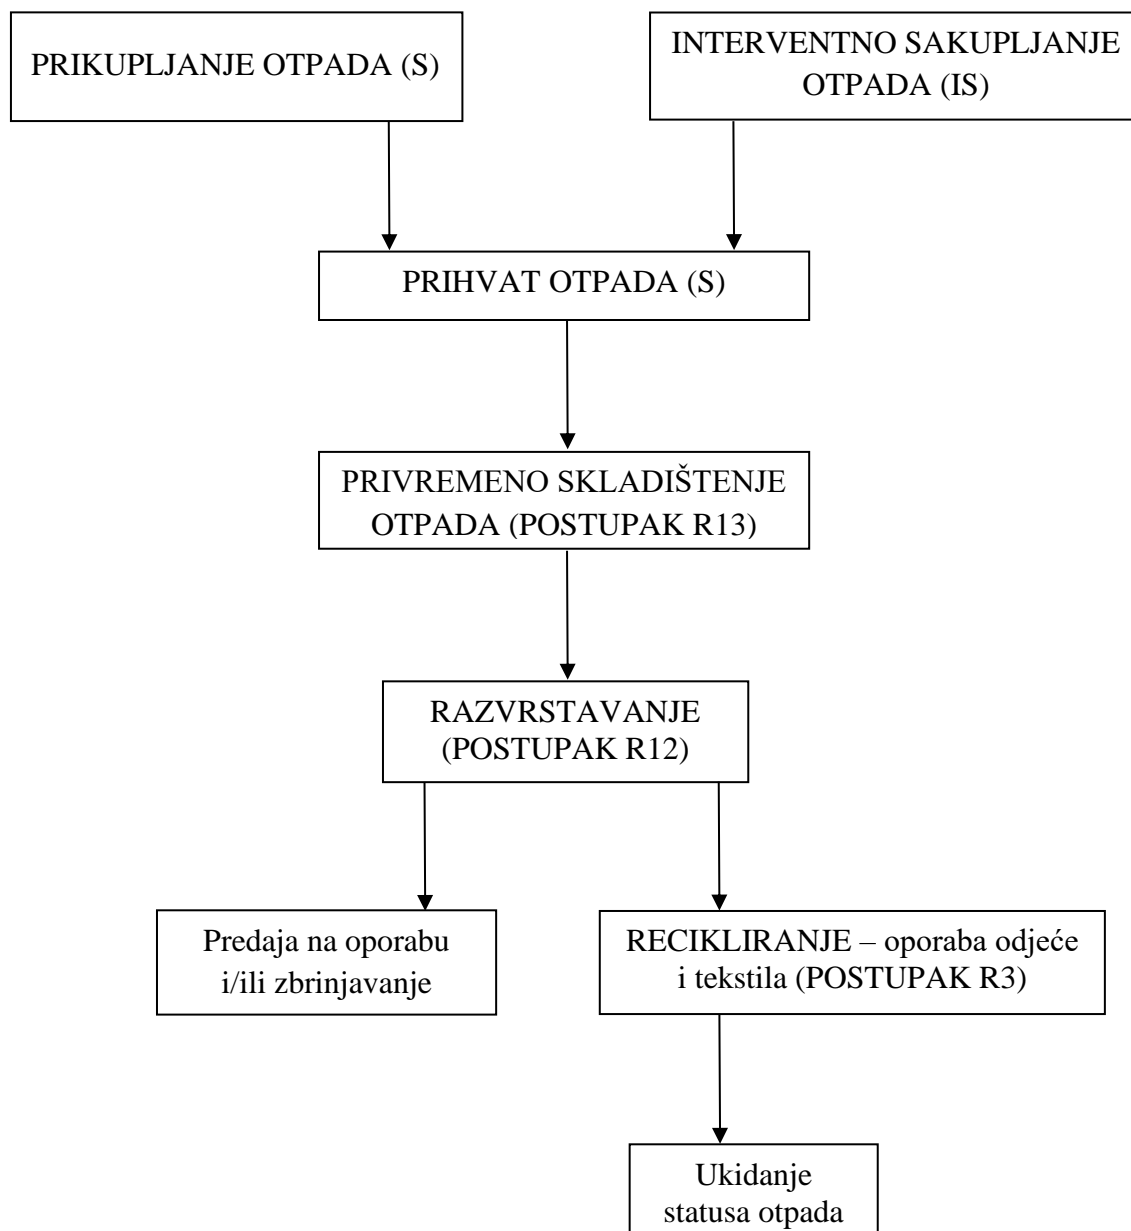 PRIKUPLJANJE OTPADA (S)
INTERVENTNO SAKUPLJANJE
OTPADA (IS)
PRIHVAT OTPADA (S)
PRIVREMENO SKLADIŠTENJE
OTPADA (POSTUPAK R13)
RAZVRSTAVANJE
(POSTUPAK R12)
Predaja na oporabu
i/ili zbrinjavanje
RECIKLIRANJE – oporaba odjeće
i tekstila (POSTUPAK R3)
Ukidanje
statusa otpada